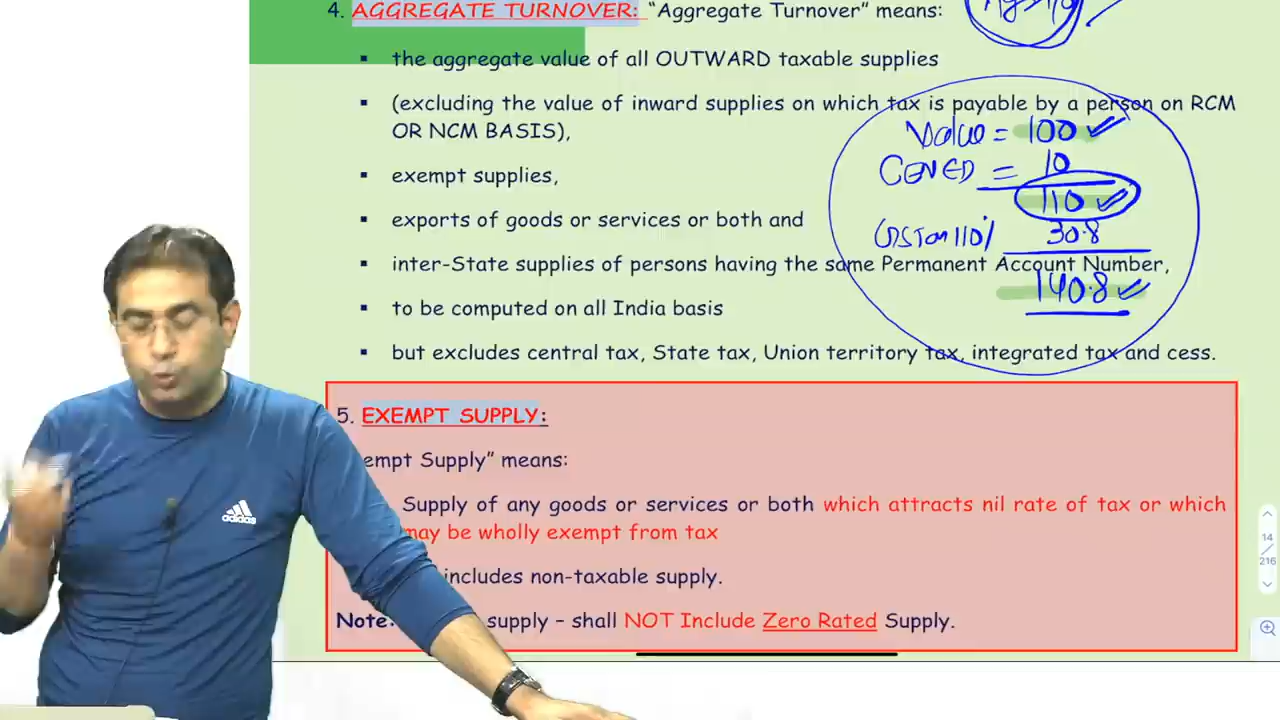 4. AGGREGATE TURNOVER: “Aggregate Turnover” means:
▪ the aggregate value of all OUTWARD taxable supplies
▪ (excluding the value of inward supplies on which tax is payable by a person on RCM
OR NCM BASIS),
Value = 100
▪ exempt supplies,
= 10
110
▪ exports of goods or services or both and
30.8
▪ inter-State supplies of persons having the same Permanent Account Number,
140.8
▪ to be computed on all India basis
▪ but excludes central tax, State tax, Union territory tax, integrated tax and cess.
5. EXEMPT SUPPLY:
empt Supply” means:
Supply of any goods or services or both which attracts nil rate of tax or which
may be wholly exempt from tax
includes non-taxable supply.
Note: supply – shall NOT Include Zero Rated Supply.
14
/
216
adidas